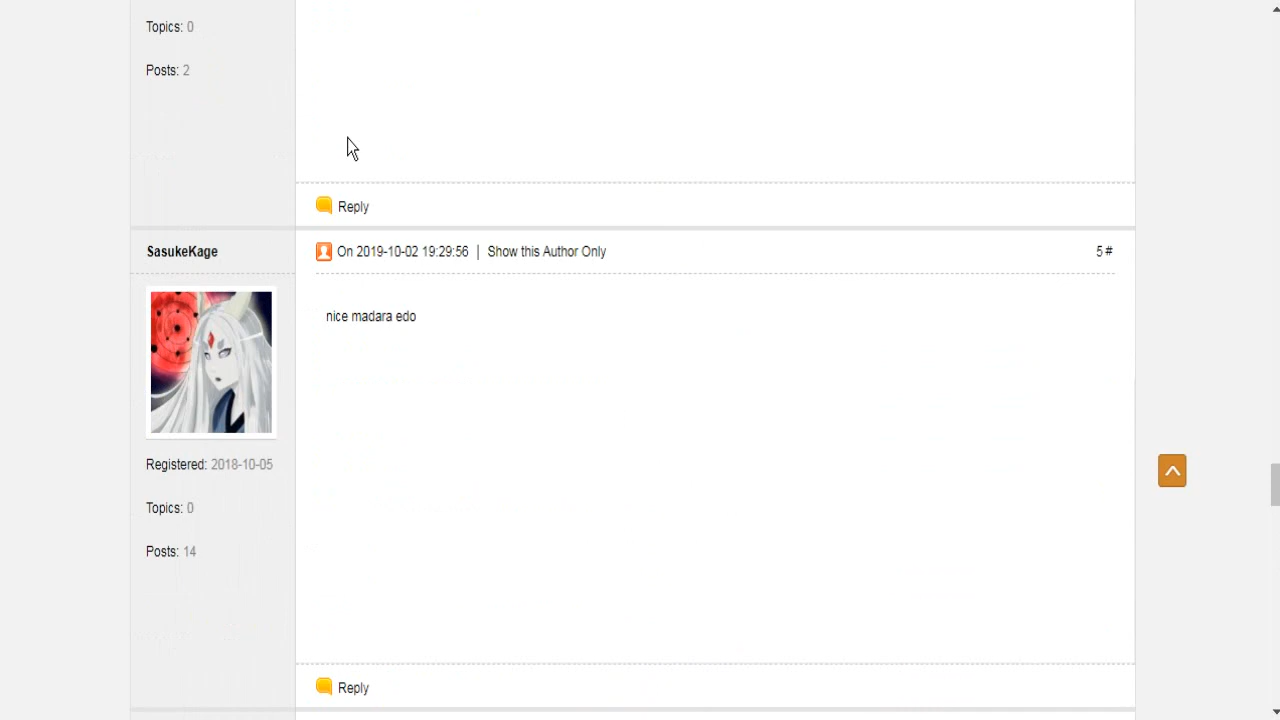 Topics: 0
Posts: 2
Reply
SasukeKage
On 2019-10-02 19:29:56 | Show this Author Only
5#
nice madara edo
Registered: 2018-10-05
Topics: 0
Posts: 14
Reply